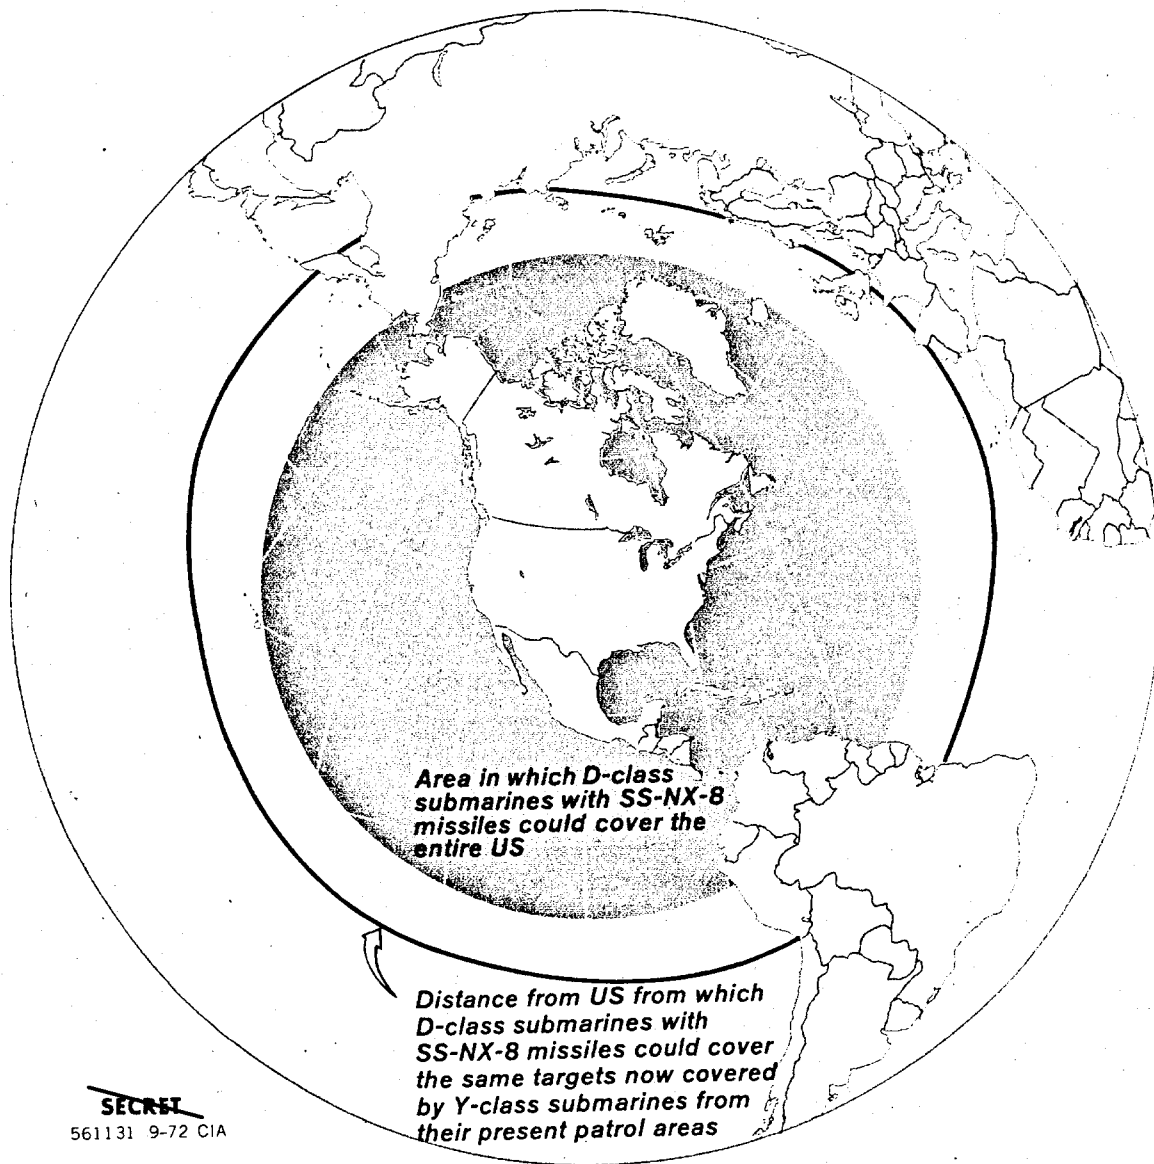 Area in which D-class
submarines with SS-NX-8
missiles could cover the
entire US
Distance from US from which
D-class submarines with
SS-NX-8 missiles could cover
the same targets now covered
by Y-class submarines from
their present patrol areas
SECRET
561131 9-72 CIA